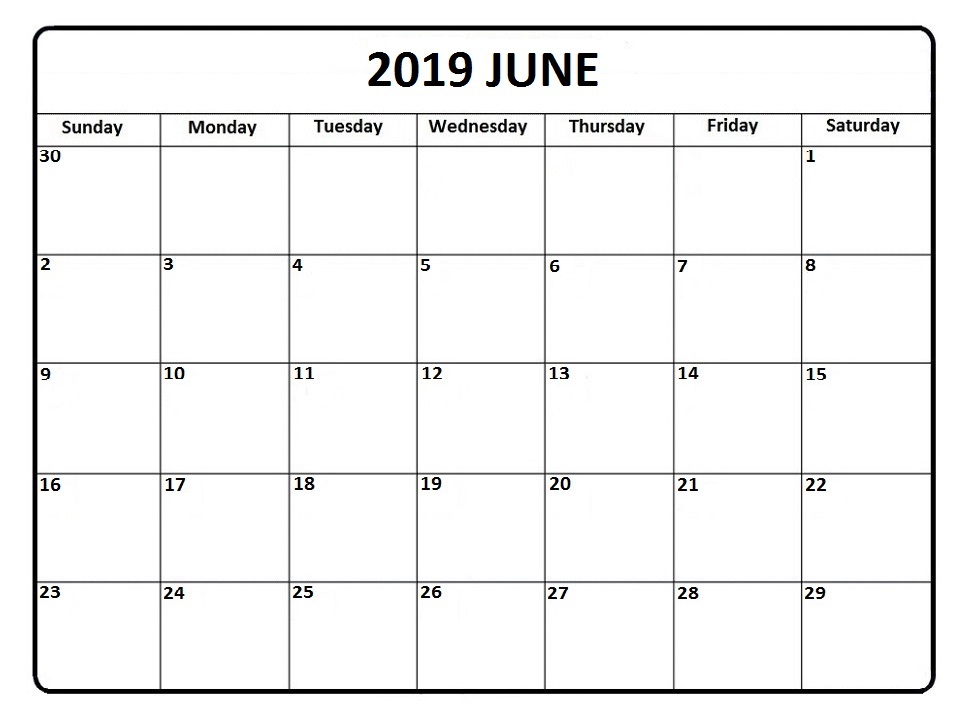 2019 JUNE
Sunday Monday Tuesday Wednesday Thursday Friday Saturday
30 1
2 3 4 5 6 7 8
9 10 11 12 13 14 15
16 17 18 19 20 21 22
23 24 25 26 27 28 29